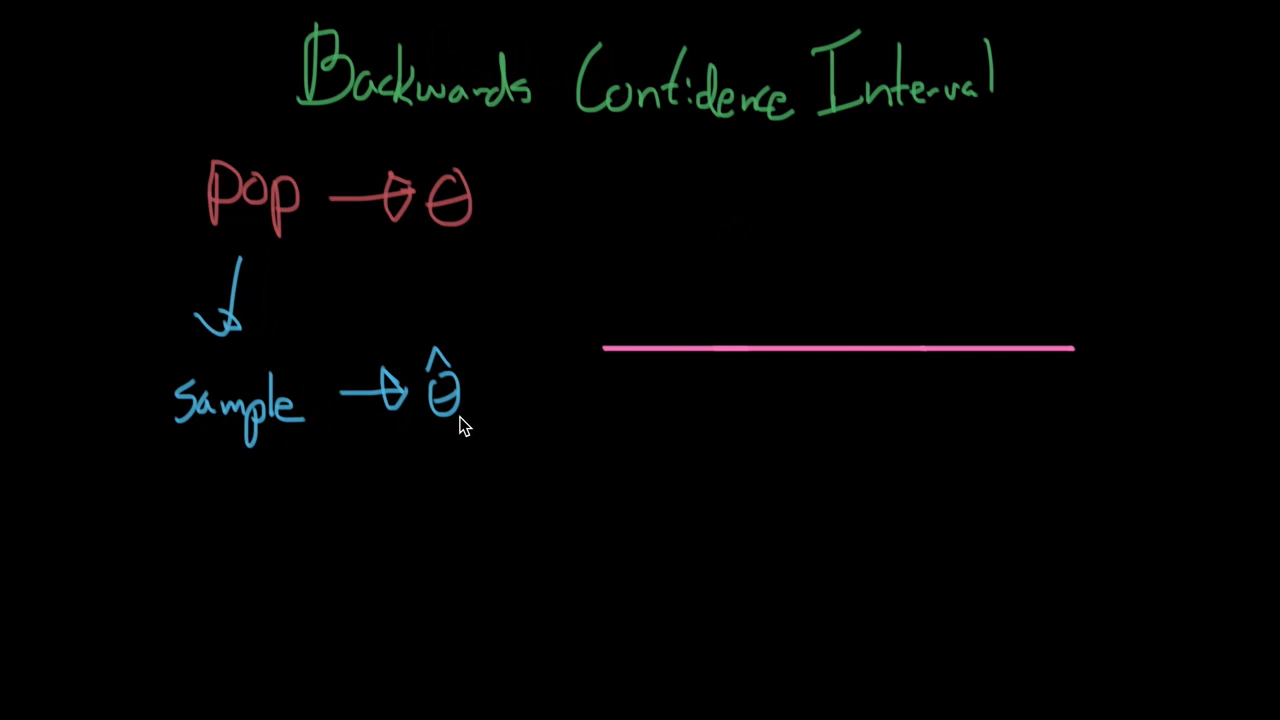 Backwards Confidence Interval
Pop → θ
sample → θ̂